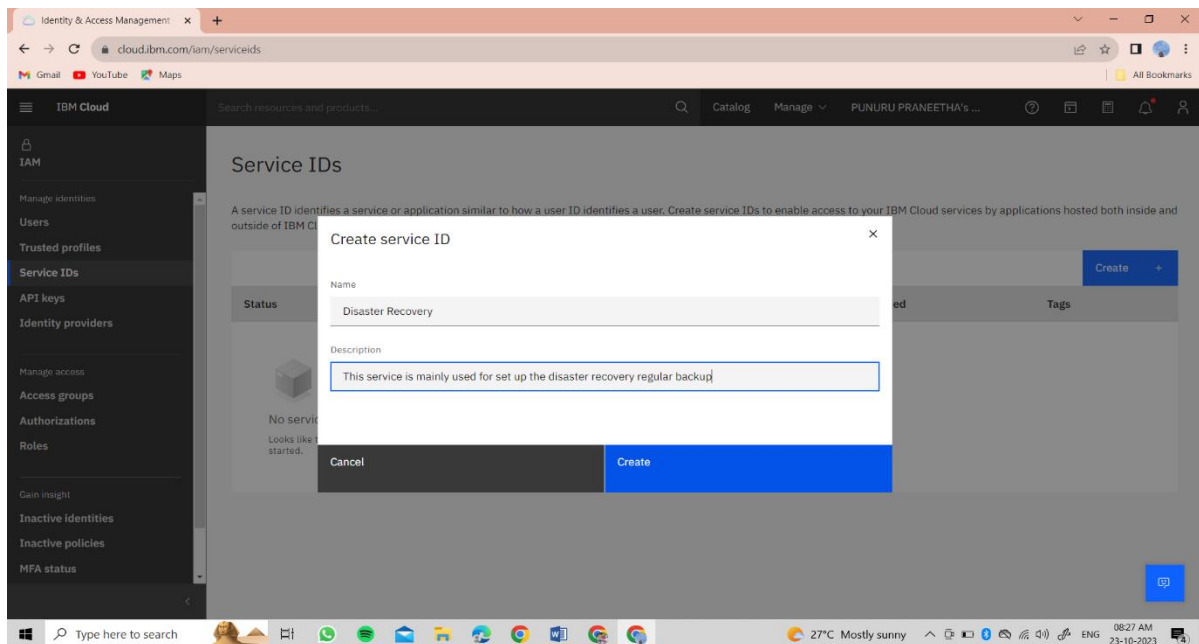 Identity & Access Management
cloud.ibm.com/iam/serviceids
Gmail YouTube Maps All Bookmarks
IBM Cloud Search resources and products... Catalog Manage PUNURU PRANEETHA's ...
IAM
Service IDs
Manage identities
A service ID identifies a service or application similar to how a user ID identifies a user. Create service IDs to enable access to your IBM Cloud services by applications hosted both inside and
outside of IBM Cl
Users
Trusted profiles
Service IDs
API keys
Identity providers
Manage access
Access groups
Authorizations
Roles
Gain insight
Inactive identities
Inactive policies
MFA status
Create +
Status ed Tags
No servic
Looks like t
started.
Create service ID
Name
Disaster Recovery
Description
This service is mainly used for set up the disaster recovery regular backup
Cancel Create
Type here to search 27°C Mostly sunny ENG 08:27 AM
23-10-2023